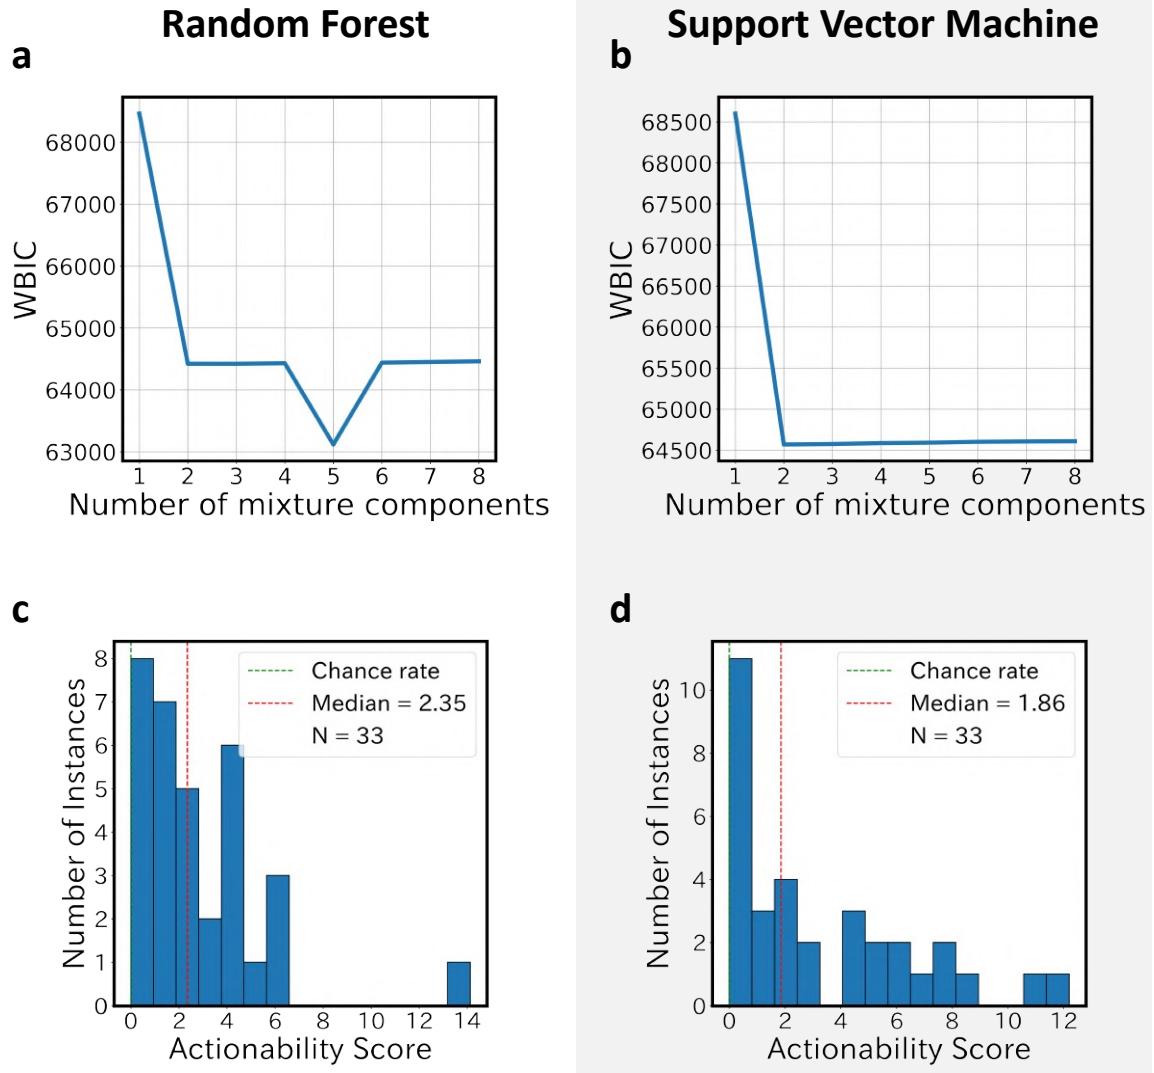 Random Forest
Support Vector Machine
a
b
68000
67000
66000
65000
64000
63000
WBIC
1 2 3 4 5 6 7 8
Number of mixture components
68500
68000
67500
67000
66500
66000
65500
65000
64500
WBIC
1 2 3 4 5 6 7 8
Number of mixture components
c
d
8
7
6
5
4
3
2
1
0
Number of Instances
Chance rate
Median = 2.35
N = 33
0 2 4 6 8 10 12 14
Actionability Score
10
8
6
4
2
0
Number of Instances
Chance rate
Median = 1.86
N = 33
0 2 4 6 8 10 12
Actionability Score